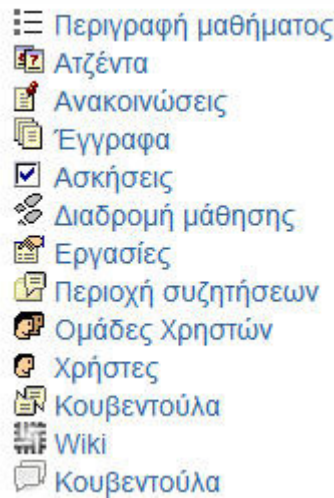 Περιγραφή μαθήματος
Ατζέντα
Ανακοινώσεις
Έγγραφα
Ασκήσεις
Διαδρομή μάθησης
Εργασίες
Περιοχή συζητήσεων
Ομάδες Χρηστών
Χρήστες
Κουβεντούλα
Wiki
Κουβεντούλα